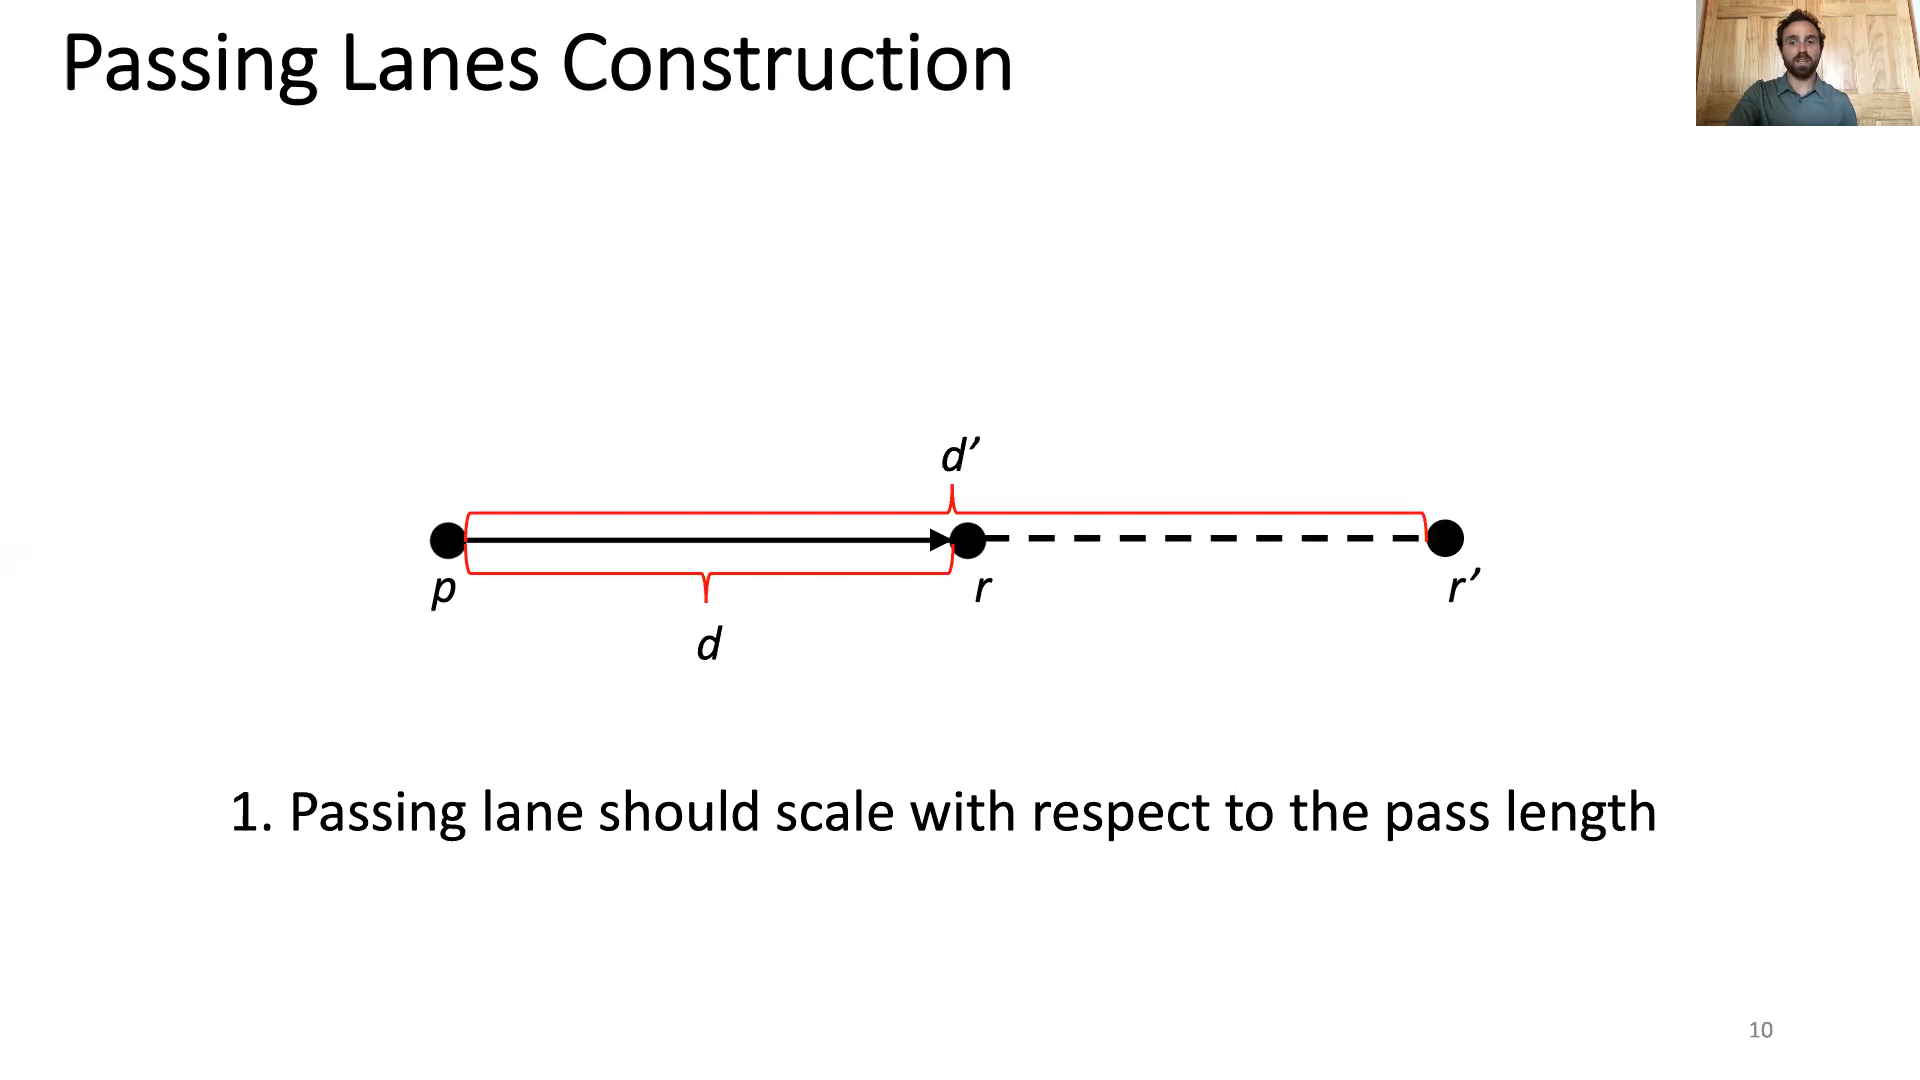 Passing Lanes Construction
d’
p
r
r’
d
1. Passing lane should scale with respect to the pass length
10